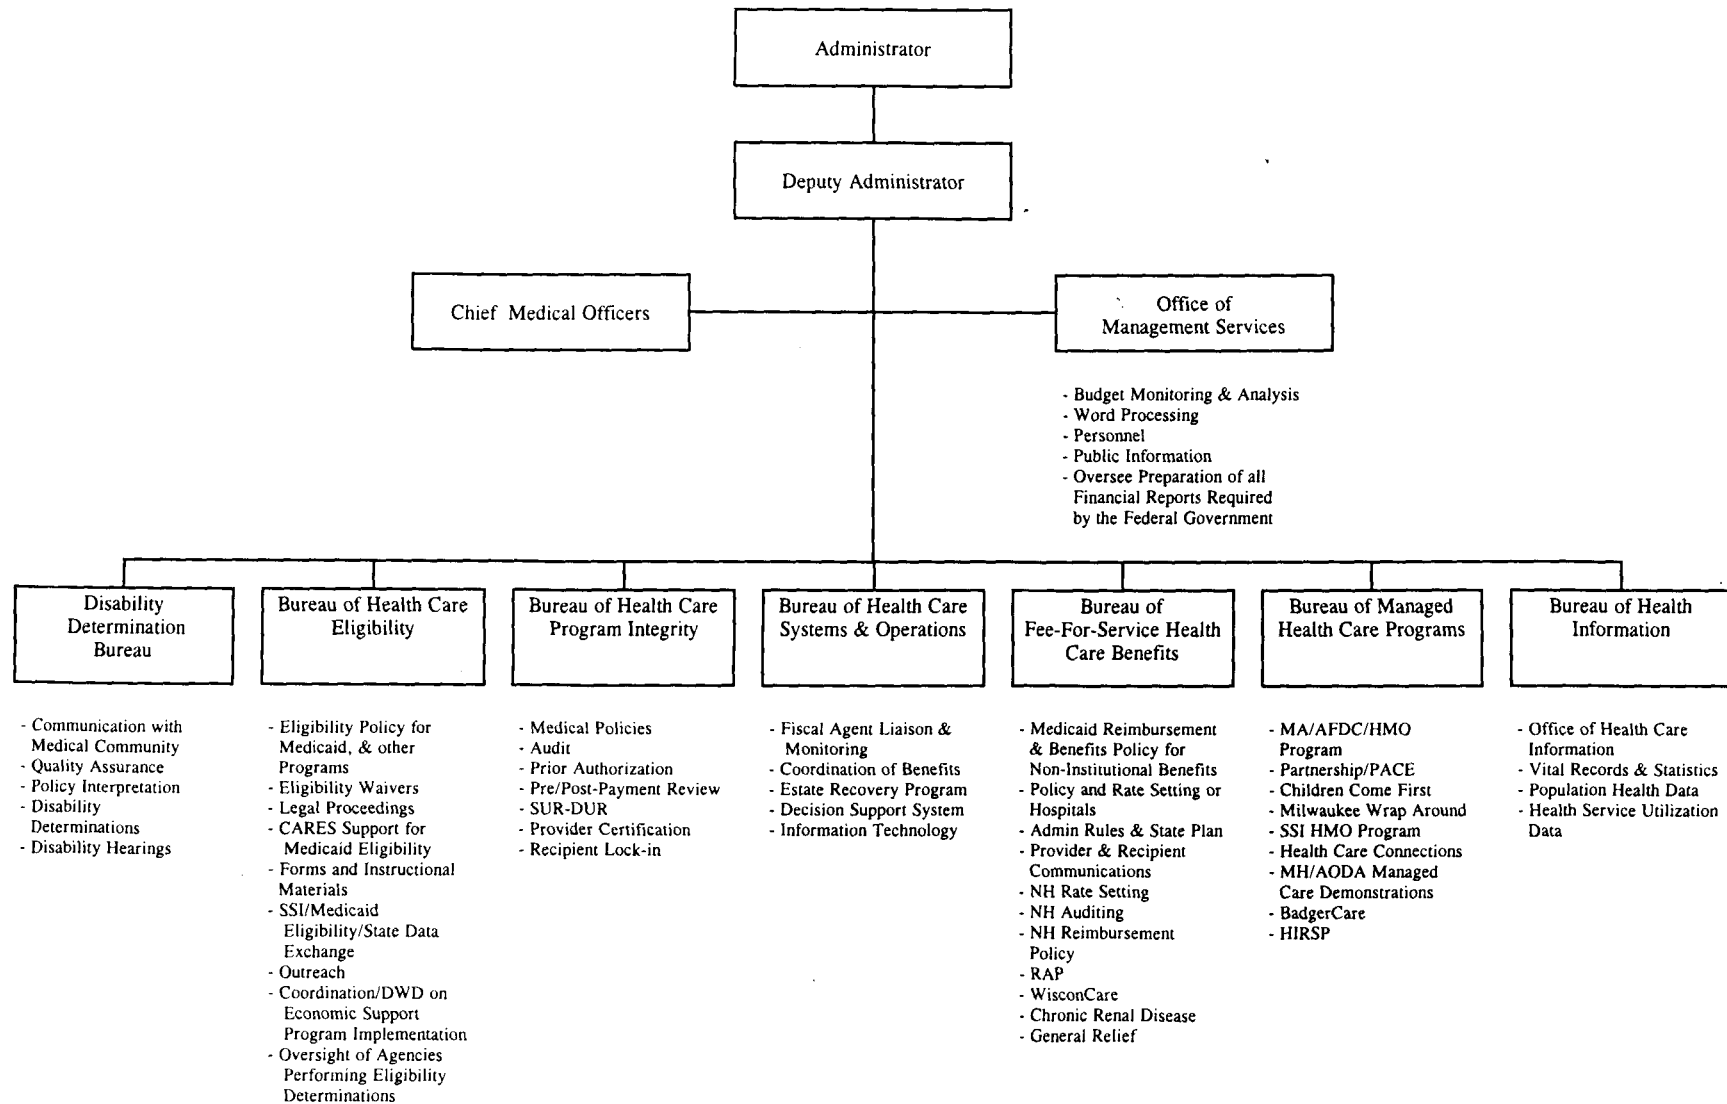 Administrator
Deputy Administrator
Chief Medical Officers
Office of
Management Services
- Budget Monitoring & Analysis
- Word Processing
- Personnel
- Public Information
- Oversee Preparation of all
Financial Reports Required
by the Federal Government
Disability
Determination
Bureau
- Communication with
Medical Community
- Quality Assurance
- Policy Interpretation
- Disability
Determinations
- Disability Hearings
Bureau of Health Care
Eligibility
- Eligibility Policy for
Medicaid, & other
Programs
- Eligibility Waivers
- Legal Proceedings
- CARES Support for
Medicaid Eligibility
- Forms and Instructional
Materials
- SSI/Medicaid
Eligibility/State Data
Exchange
- Outreach
- Coordination/DWD on
Economic Support
Program Implementation
- Oversight of Agencies
Performing Eligibility
Determinations
Bureau of Health Care
Program Integrity
- Medical Policies
- Audit
- Prior Authorization
- Pre/Post-Payment Review
- SUR-DUR
- Provider Certification
- Recipient Lock-in
Bureau of Health Care
Systems & Operations
- Fiscal Agent Liaison &
Monitoring
- Coordination of Benefits
- Estate Recovery Program
- Decision Support System
- Information Technology
Bureau of
Fee-For-Service Health
Care Benefits
- Medicaid Reimbursement
& Benefits Policy for
Non-Institutional Benefits
- Policy and Rate Setting or
Hospitals
- Admin Rules & State Plan
- Provider & Recipient
Communications
- NH Rate Setting
- NH Auditing
- NH Reimbursement
Policy
- RAP
- WisconCare
- Chronic Renal Disease
- General Relief
Bureau of Managed
Health Care Programs
- MA/AFDC/HMO
Program
- Partnership/PACE
- Children Come First
- Milwaukee Wrap Around
- SSI HMO Program
- Health Care Connections
- MH/AODA Managed
Care Demonstrations
- BadgerCare
- HIRSP
Bureau of Health
Information
- Office of Health Care
Information
- Vital Records & Statistics
- Population Health Data
- Health Service Utilization
Data